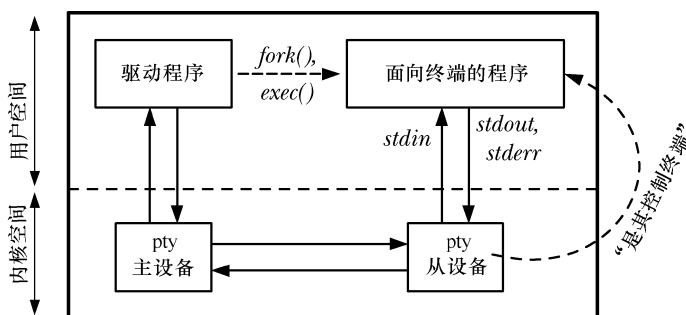 驱动程序
fork(),
exec()
面向终端的程序
用户空间
stdin
stdout,
stderr
“是其控制终端”
内核空间
pty
主设备
pty
从设备